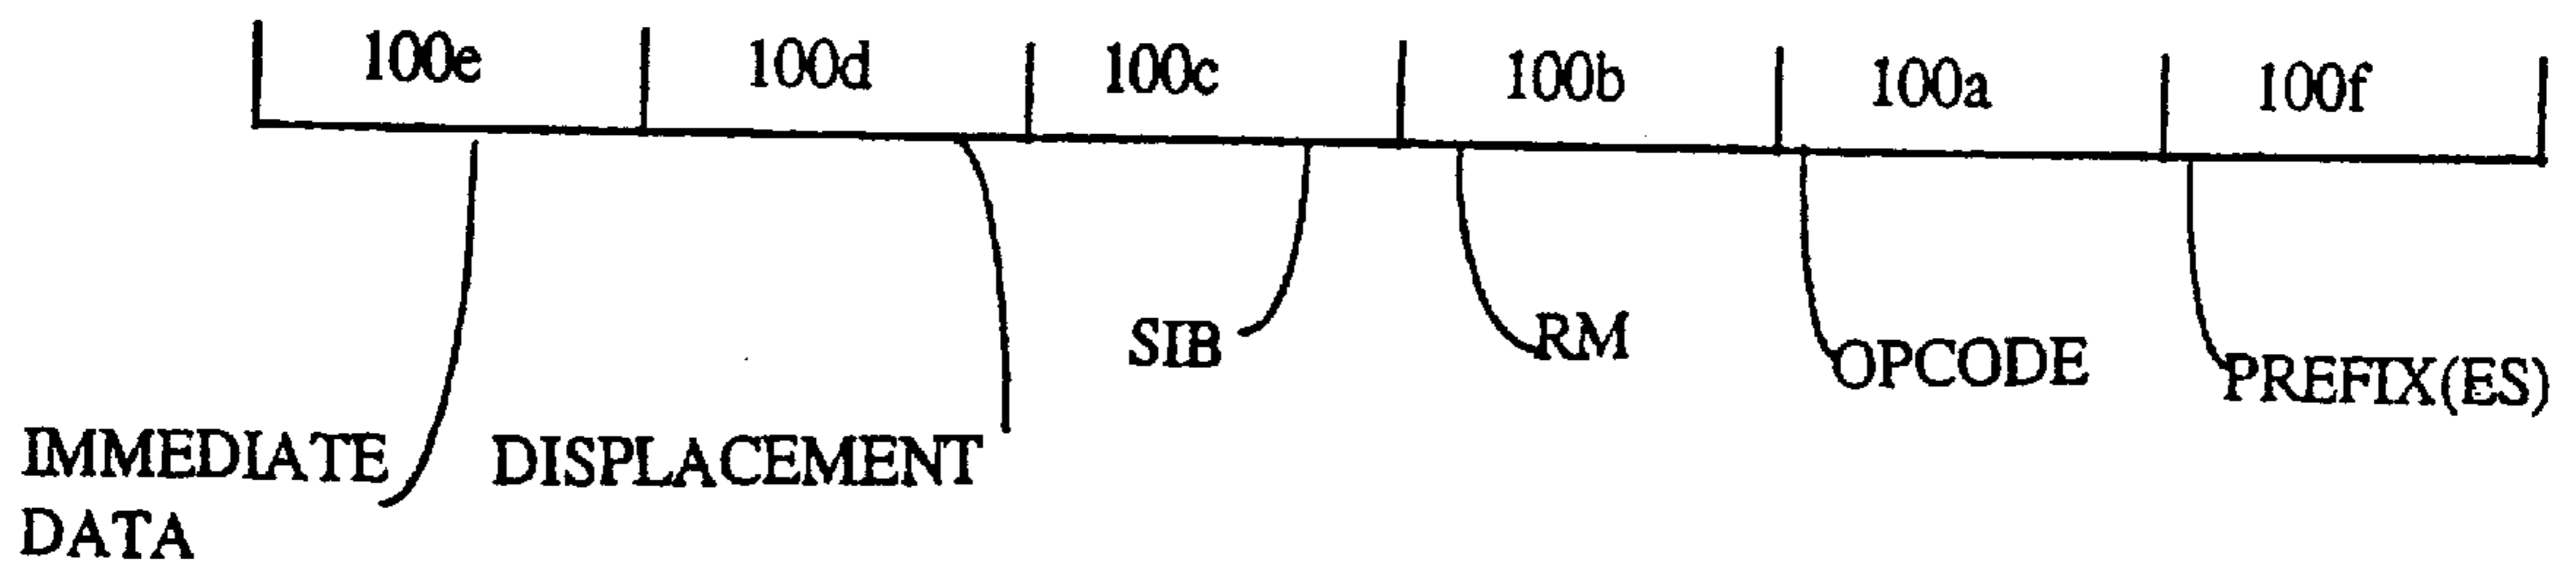 100e 100d 100c 100b 100a 100f
SIB RM OPCODE PREFIX(ES)
IMMEDIATE DISPLACEMENT
DATA